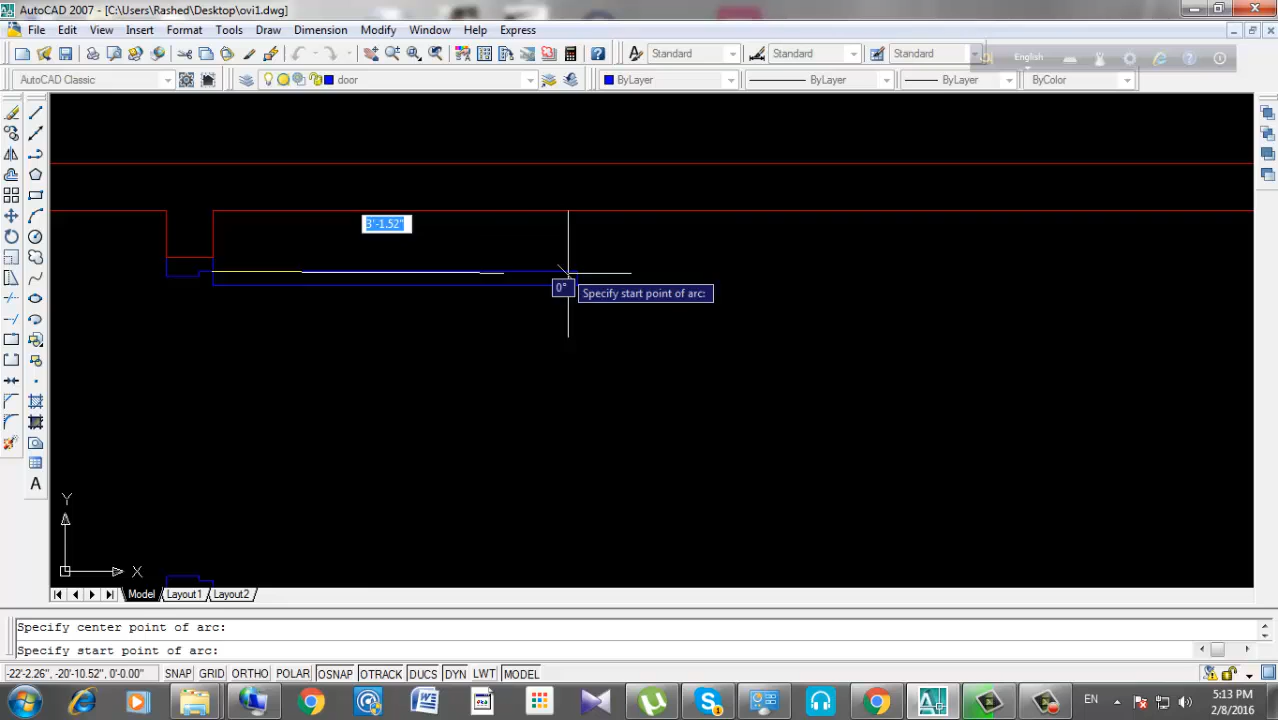 AutoCAD 2007 - [C:\Users\Rashed\Desktop\ovi1.dwg]
File Edit View Insert Format Tools Draw Dimension Modify Window Help Express
Standard Standard Standard
English
AutoCAD Classic door ByLayer ByLayer ByLayer ByColor
3'-1.52"
0°
Specify start point of arc:
A
Y
X
Model Layout1 Layout2
Specify center point of arc:
Specify start point of arc:
-22'-2.26", -20'-10.52", 0'-0.00" SNAP GRID ORTHO POLAR OSNAP OTRACK DUCS DYN LWT MODEL
EN 5:13 PM
2/8/2016